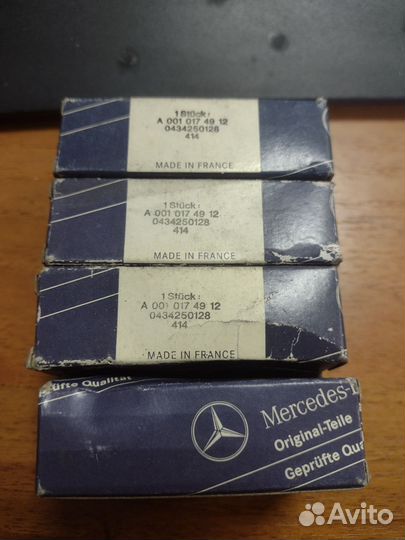 1 Stück:
A 001 017 49 12
0434250128
414
MADE IN FRANCE
1 Stück:
A 001 017 49 12
0434250128
414
MADE IN FRANCE
1 Stück:
A 001 017 49 12
0434250128
414
MADE IN FRANCE
üfte Qualität
Mercedes-
Original-Teile
Geprüfte Qua
Avito